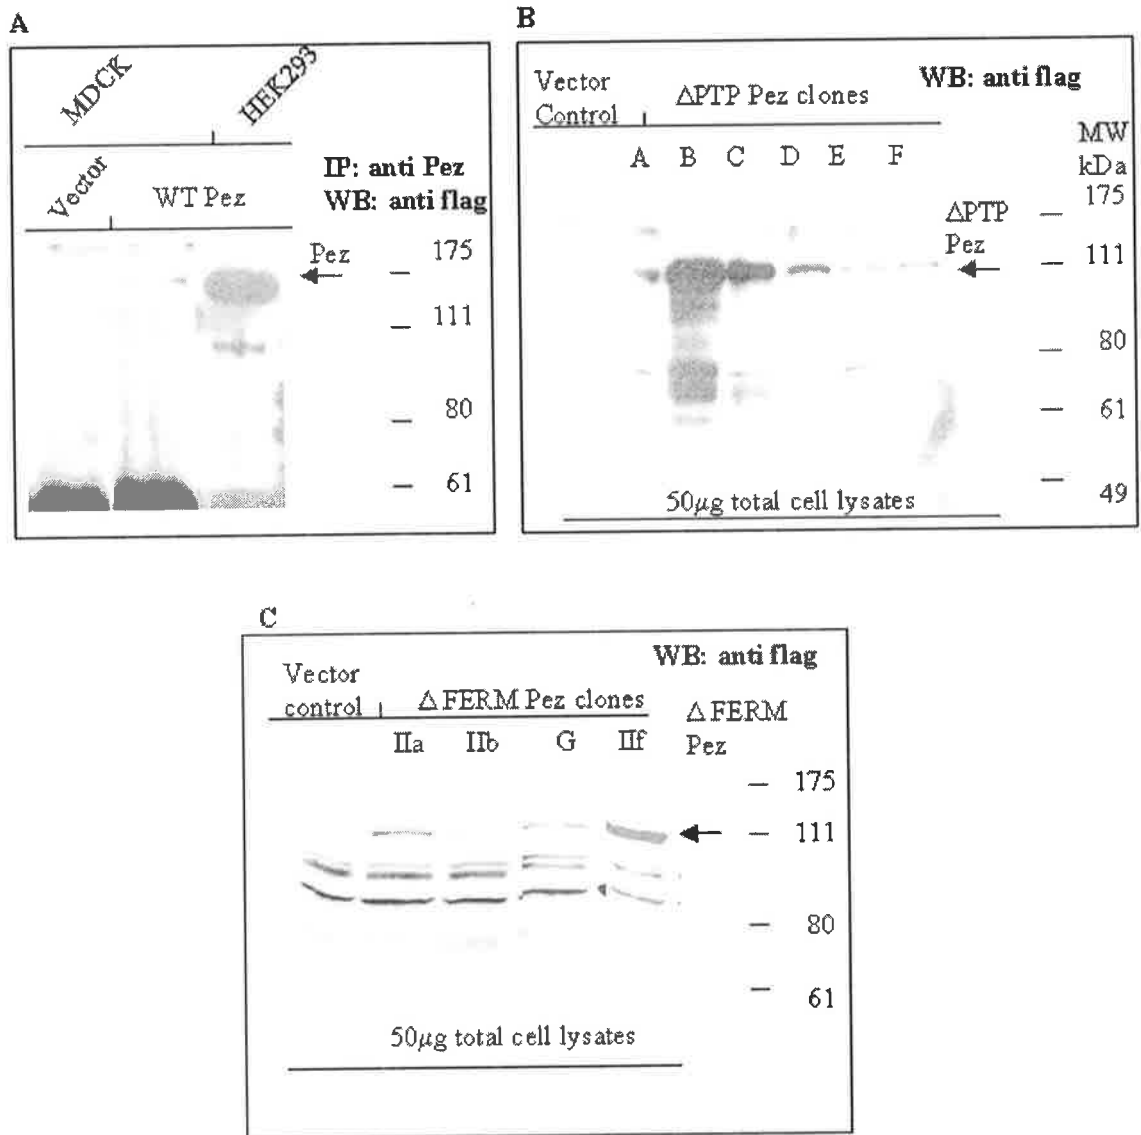 A
MDCK
HEK293
Vector
WT Pez
IP: anti Pez
WB: anti flag
Pez
175
111
80
61
B
Vector
Control
ΔPTP Pez clones
WB: anti flag
A B C D E F
MW
kDa
ΔPTP
Pez
175
111
80
61
49
50μg total cell lysates
C
WB: anti flag
Vector
control
Δ FERM Pez clones
Δ FERM
Pez
IIa IIb G IIf
175
111
80
61
50μg total cell lysates